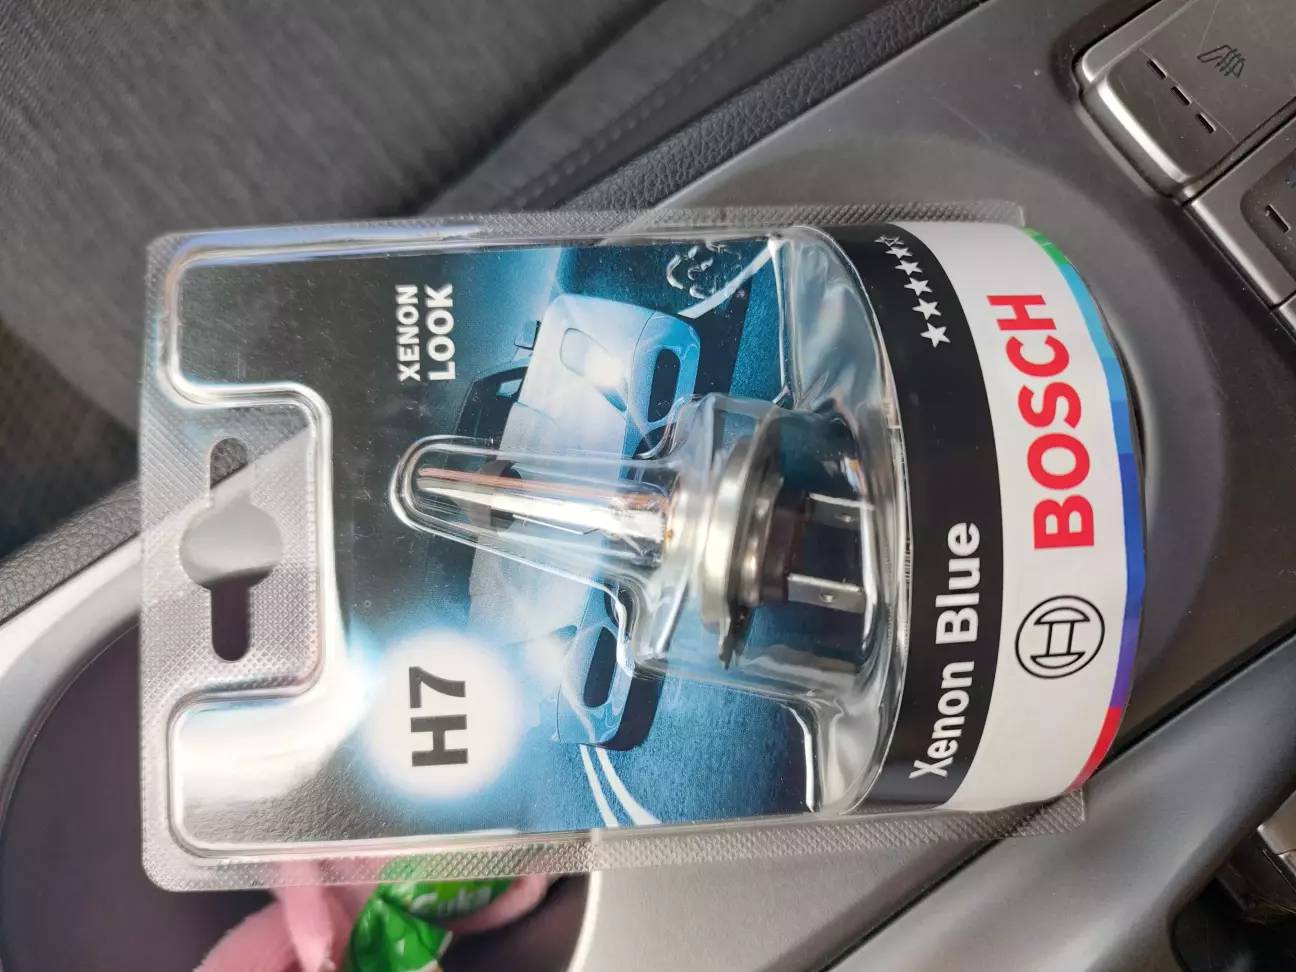 BOSCH
Xenon Blue
XENON
LOOK
H7